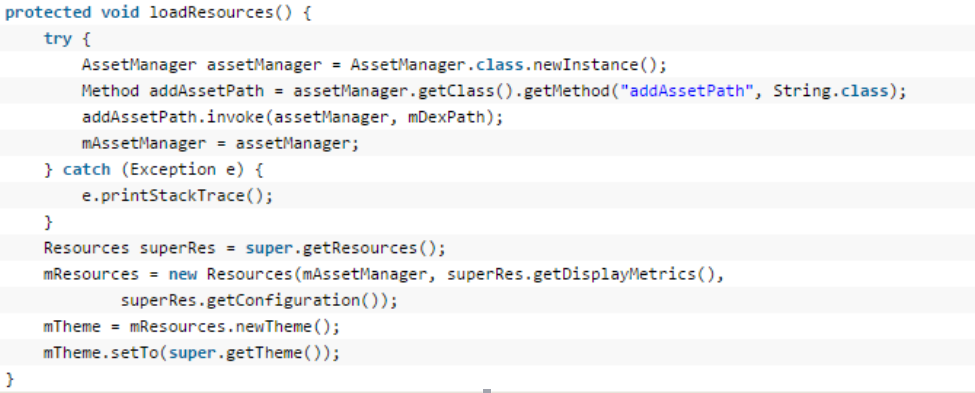 protected void loadResources() {
    try {
        AssetManager assetManager = AssetManager.class.newInstance();
        Method addAssetPath = assetManager.getClass().getMethod("addAssetPath", String.class);
        addAssetPath.invoke(assetManager, mDexPath);
        mAssetManager = assetManager;
    } catch (Exception e) {
        e.printStackTrace();
    }
    Resources superRes = super.getResources();
    mResources = new Resources(mAssetManager, superRes.getDisplayMetrics(),
            superRes.getConfiguration());
    mTheme = mResources.newTheme();
    mTheme.setTo(super.getTheme());
}